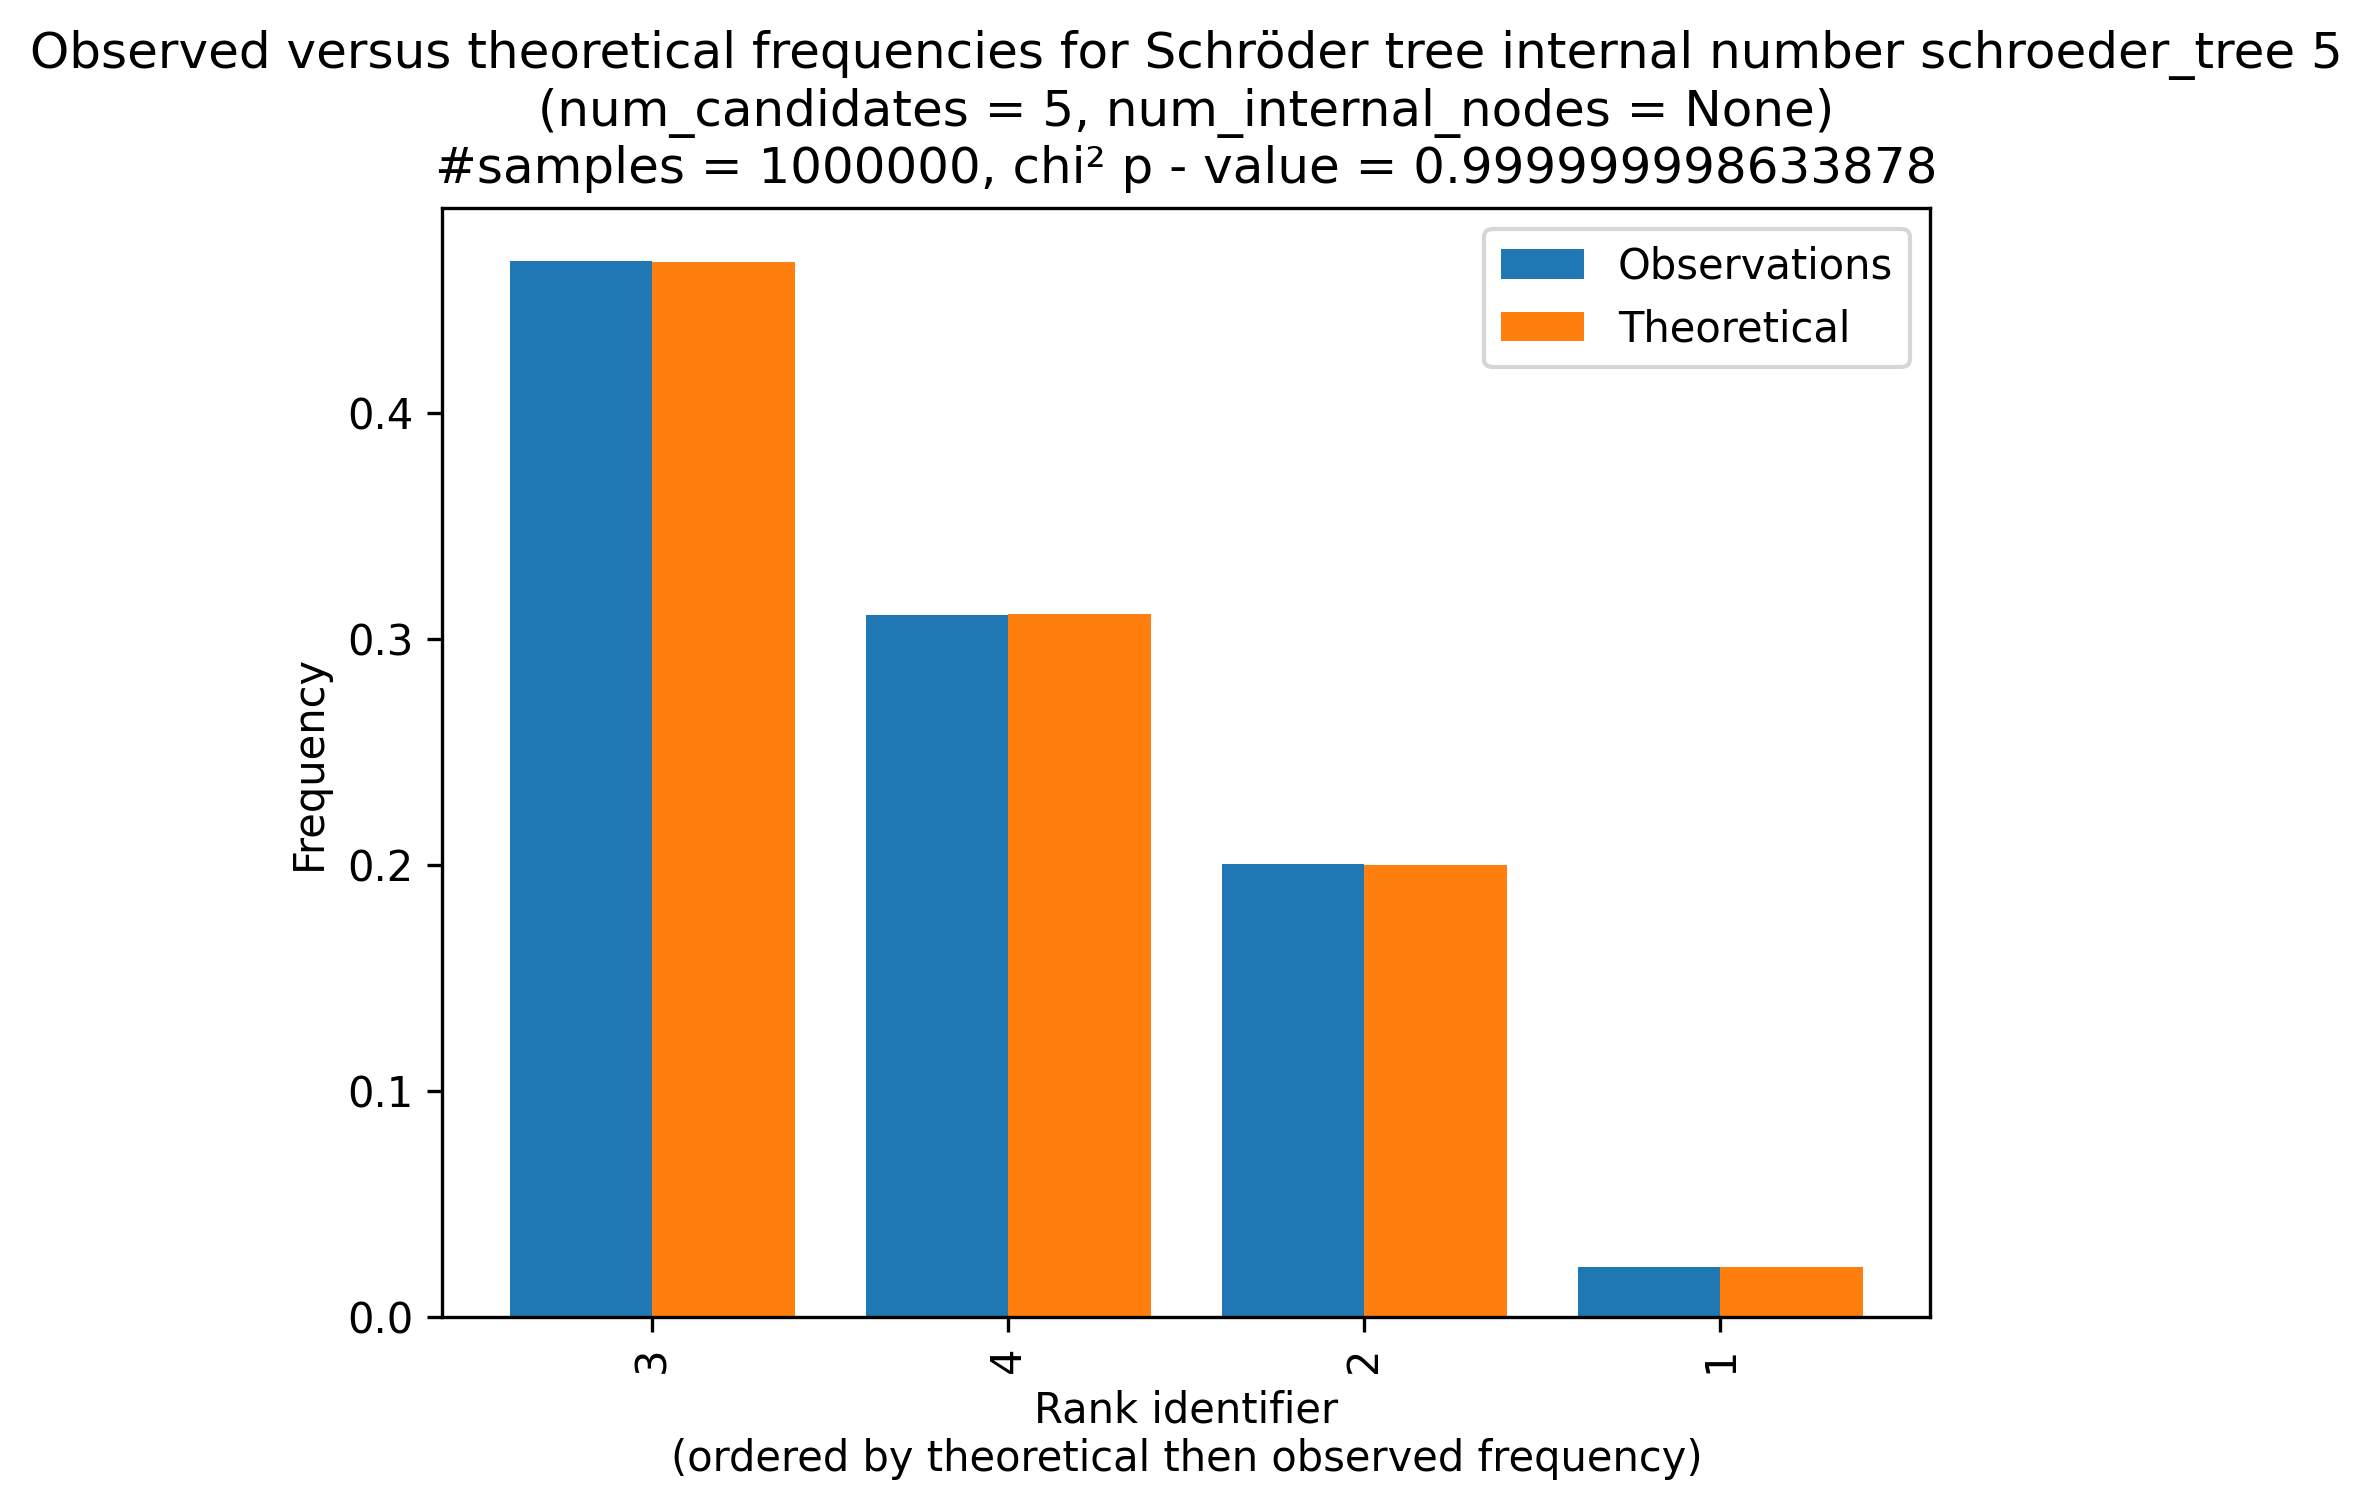 Observed versus theoretical frequencies for Schröder tree internal number schroeder_tree 5
(num_candidates = 5, num_internal_nodes = None)
#samples = 1000000, chi² p - value = 0.999999998633878
Observations
Theoretical
0.4
0.3
0.2
0.1
0.0
Frequency
3
4
2
1
Rank identifier
(ordered by theoretical then observed frequency)